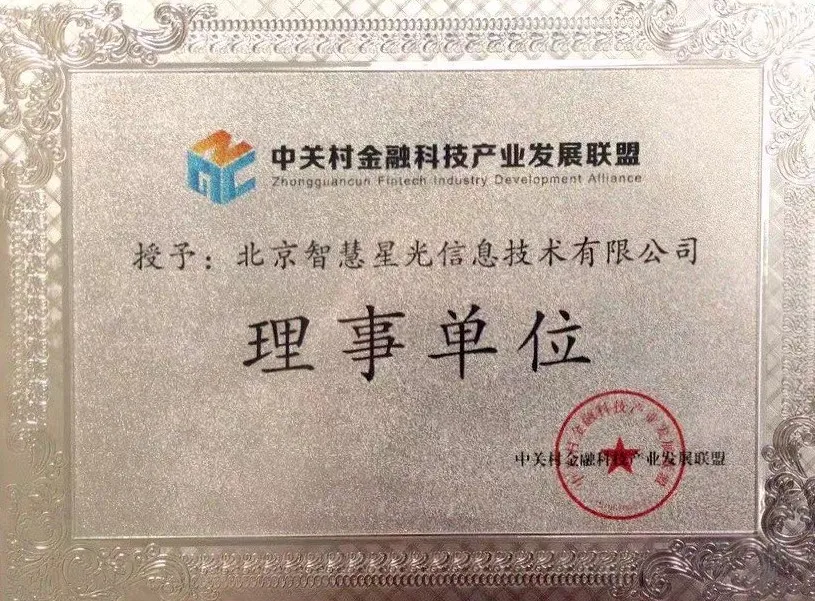 中关村金融科技产业发展联盟
Zhongguancun Fintech Industry Development Alliance
授予：北京智慧星光信息技术有限公司
理事单位
中关村金融科技产业发展联盟